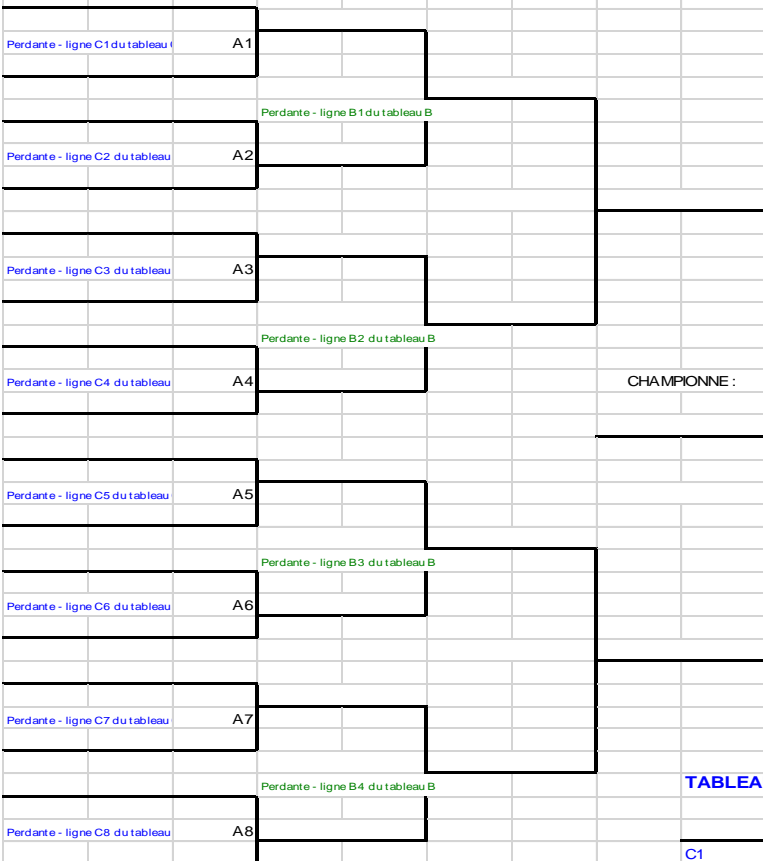 Perdante - ligne C1 du tableau A1
Perdante - ligne B1 du tableau B
Perdante - ligne C2 du tableau A2
Perdante - ligne C3 du tableau A3
Perdante - ligne B2 du tableau B
Perdante - ligne C4 du tableau A4
CHAMPIONNE :
Perdante - ligne C5 du tableau A5
Perdante - ligne B3 du tableau B
Perdante - ligne C6 du tableau A6
Perdante - ligne C7 du tableau A7
Perdante - ligne B4 du tableau B
TABLEA
Perdante - ligne C8 du tableau A8
C1